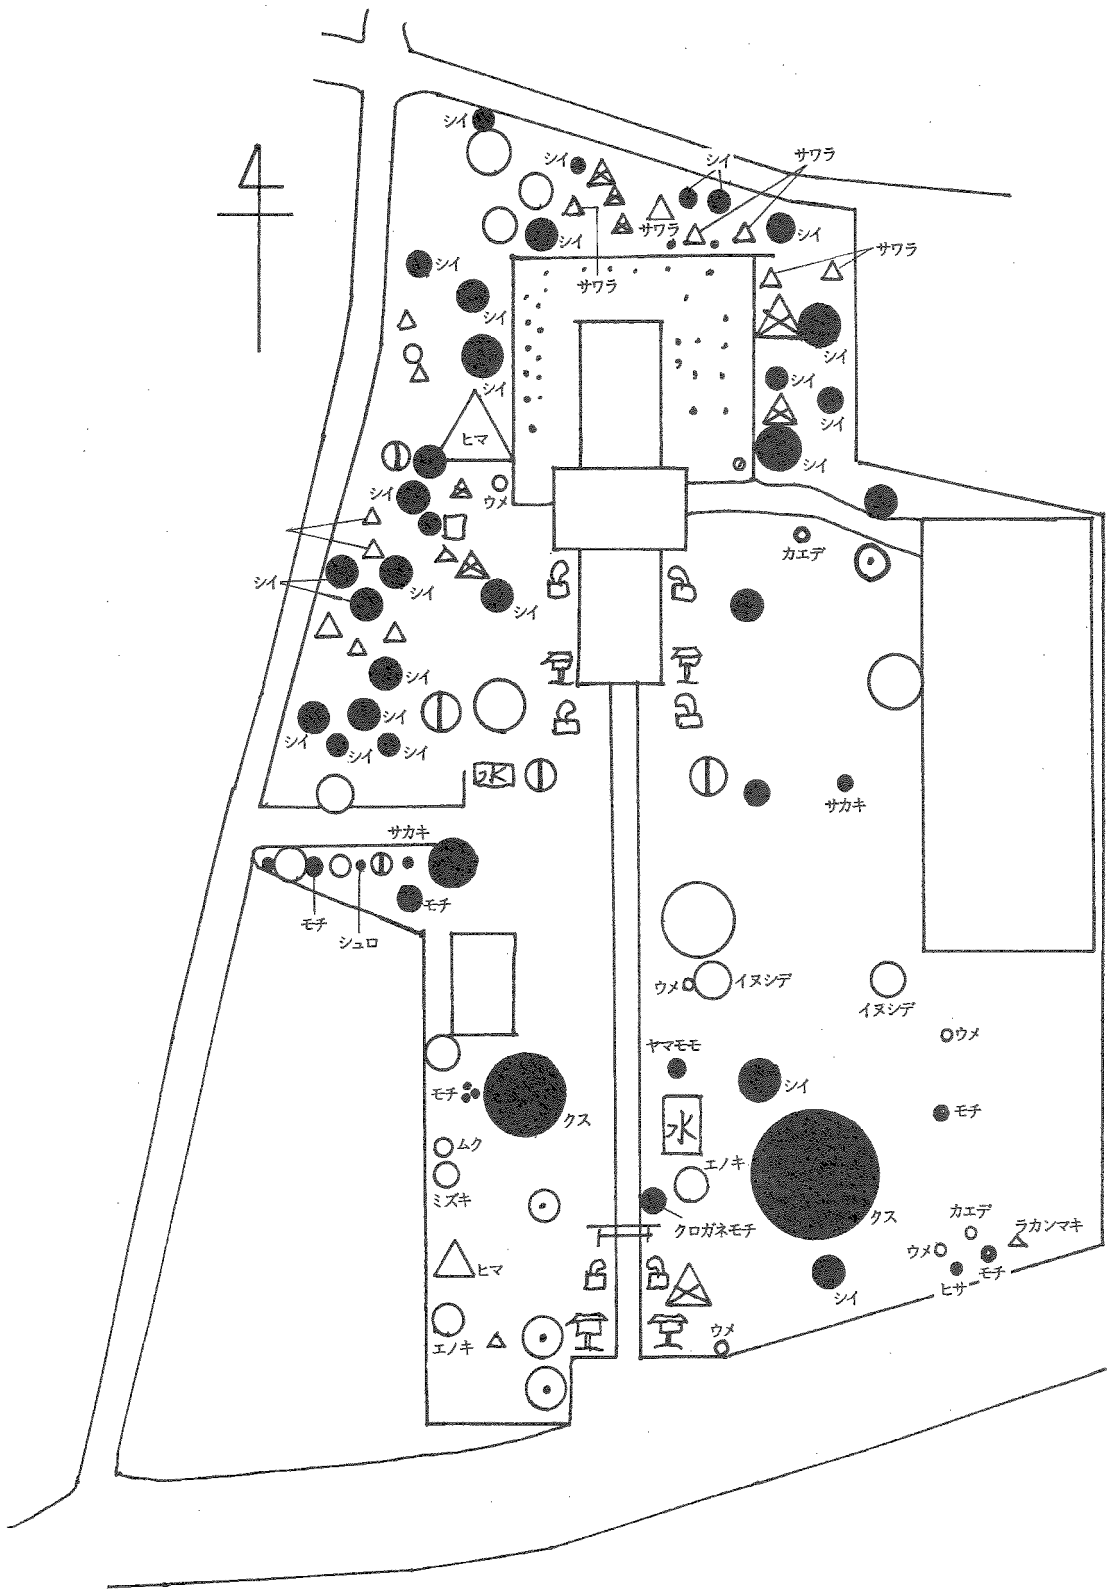 シイ
シイ
シイ
サワラ
サワラ
シイ
シイ
サワラ
シイ
サワラ
シイ
シイ
シイ
シイ
シイ
ヒマ
シイ
シイ
ウメ
カエデ
シイ
シイ
シイ
シイ
シイ
シイ
シイ
シイ
水
サカキ
サカキ
モチ
モチ
シュロ
ウメ
イヌシデ
イヌシデ
ウメ
ヤマモモ
シイ
モチ
クス
モチ
水
ムク
エノキ
ミズキ
クス
カエデ
クロガネモチ
ラカンマキ
ウメ
モチ
ヒマ
ヒサ
シイ
ウメ
エノキ